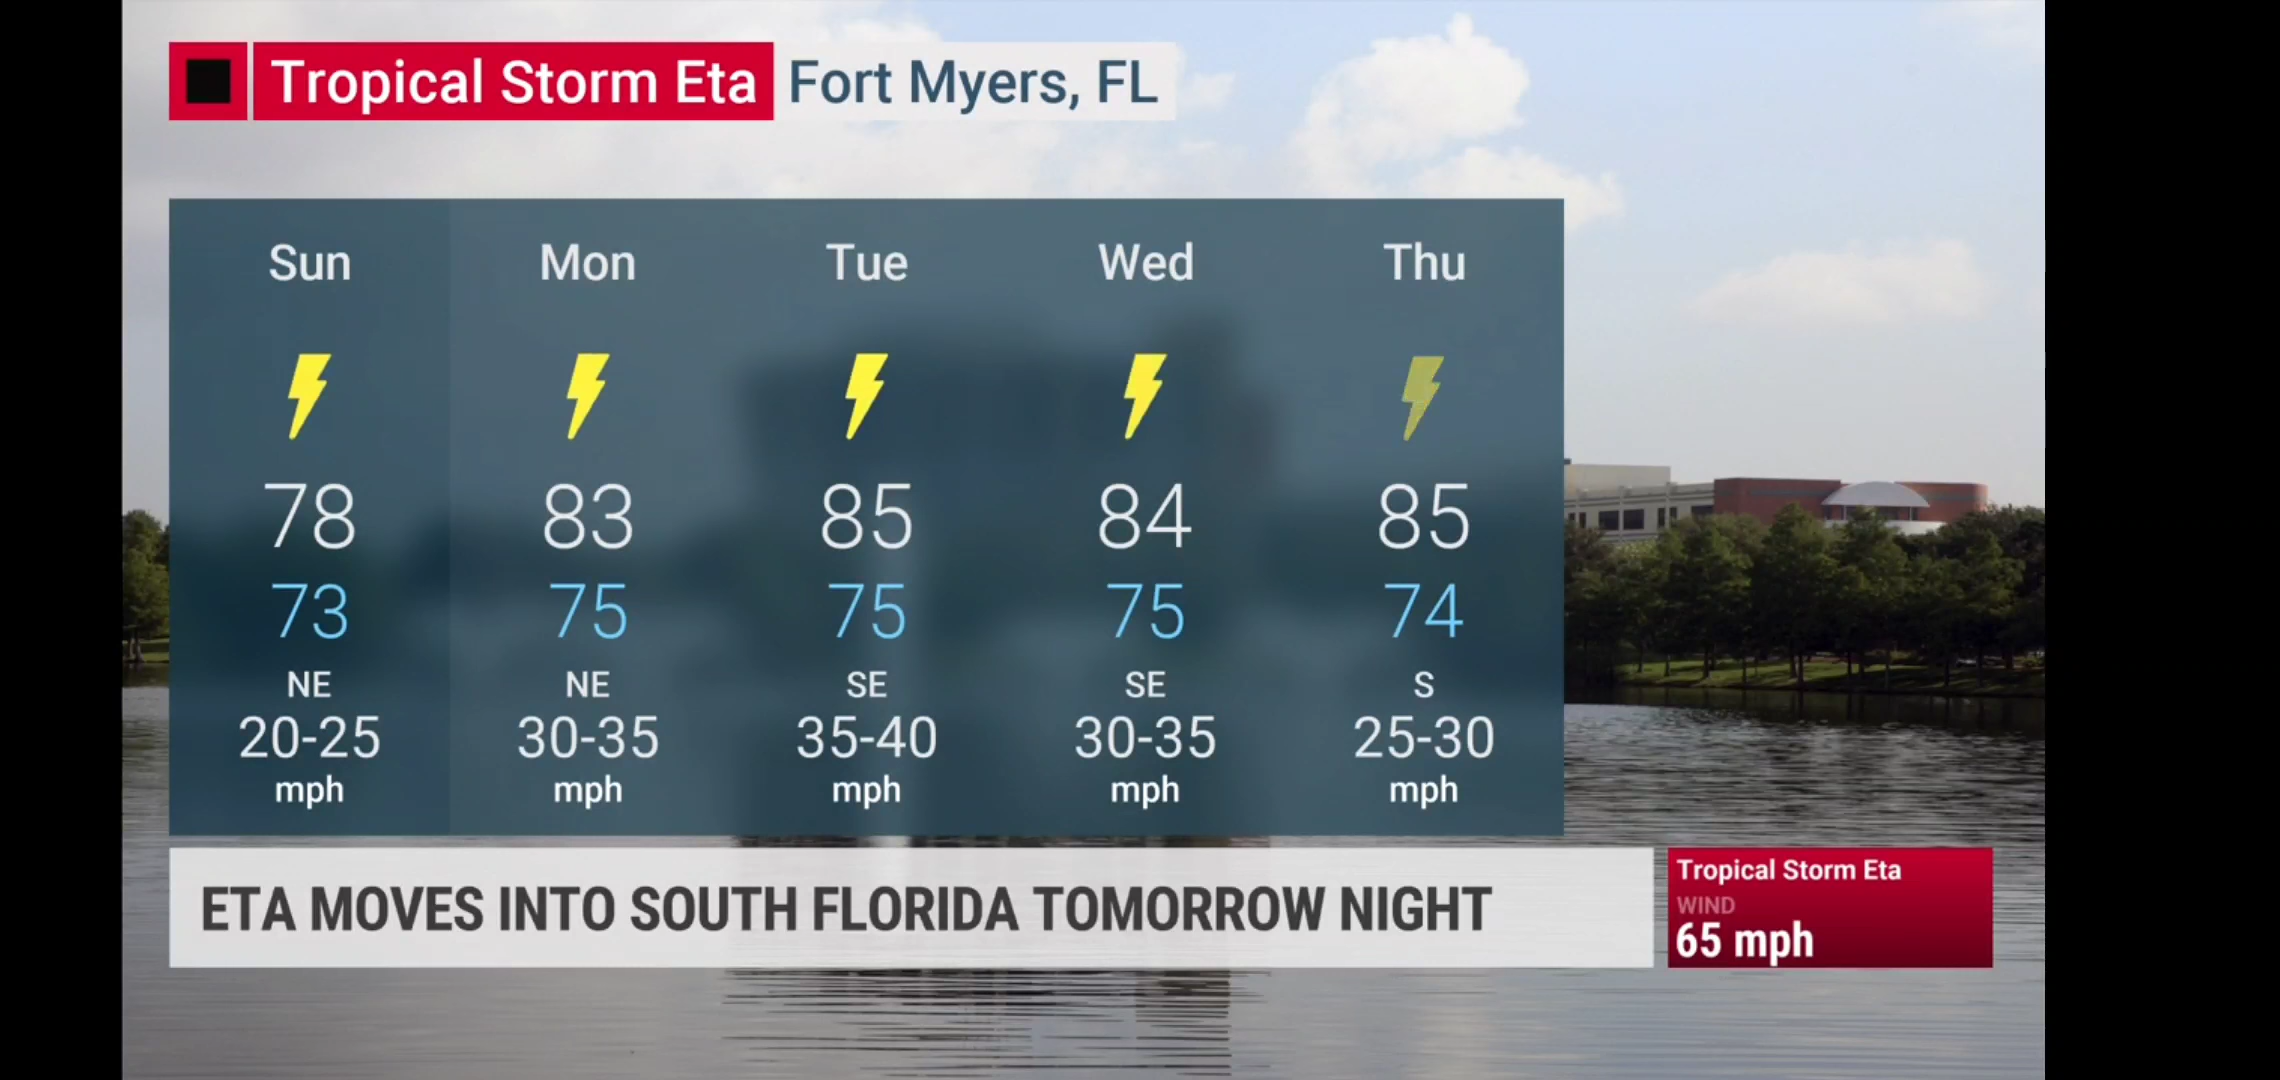 Tropical Storm Eta Fort Myers, FL
Sun Mon Tue Wed Thu
78 83 85 84 85
73 75 75 75 74
NE NE SE SE S
20-25 30-35 35-40 30-35 25-30
mph mph mph mph mph
ETA MOVES INTO SOUTH FLORIDA TOMORROW NIGHT
Tropical Storm Eta
WIND
65 mph